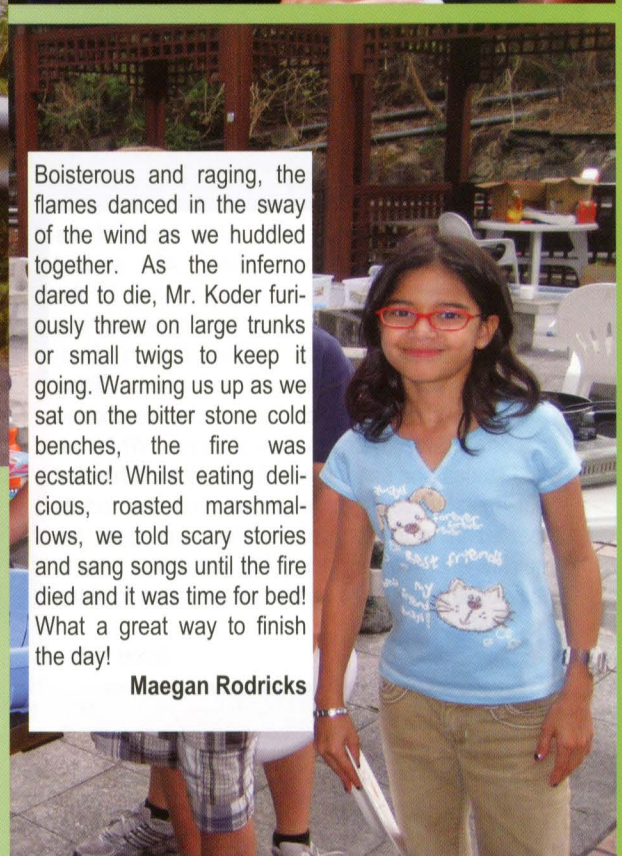 Boisterous and raging, the
flames danced in the sway
of the wind as we huddled
together. As the inferno
dared to die, Mr. Koder furi-
ously threw on large trunks
or small twigs to keep it
going. Warming us up as we
sat on the bitter stone cold
benches, the fire was
ecstatic! Whilst eating deli-
cious, roasted marshmal-
lows, we told scary stories
and sang songs until the fire
died and it was time for bed!
What a great way to finish
the day!
Maegan Rodricks
forever
best friends
my